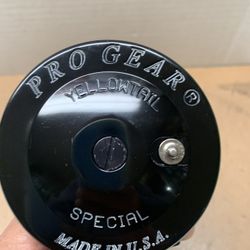 PRO GEAR®
YELLOWTAIL
SPECIAL
MADE IN U.S.A.